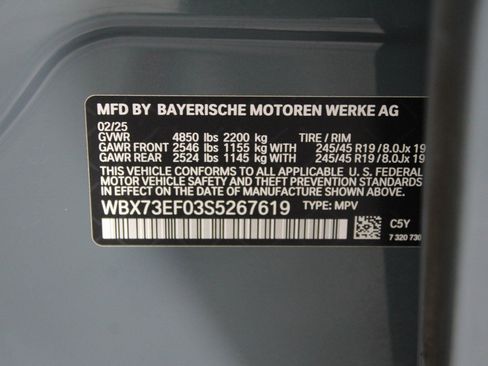 MFD BY BAYERISCHE MOTOREN WERKE AG
02/25
GVWR 4850 lbs 2200 kg TIRE / RIM
GAWR FRONT 2546 lbs 1155 kg WITH 245/45 R19 / 8.0Jx 19
GAWR REAR 2524 lbs 1145 kg WITH 245/45 R19 / 8.0Jx 19
THIS VEHICLE CONFORMS TO ALL APPLICABLE U. S. FEDERAL
MOTOR VEHICLE SAFETY AND THEFT PREVENTION STANDARDS
IN EFFECT ON THE DATE OF MANUFACTURE SHOWN ABOVE.
WBX73EF03S5267619 TYPE: MPV
C5Y
7 320 730